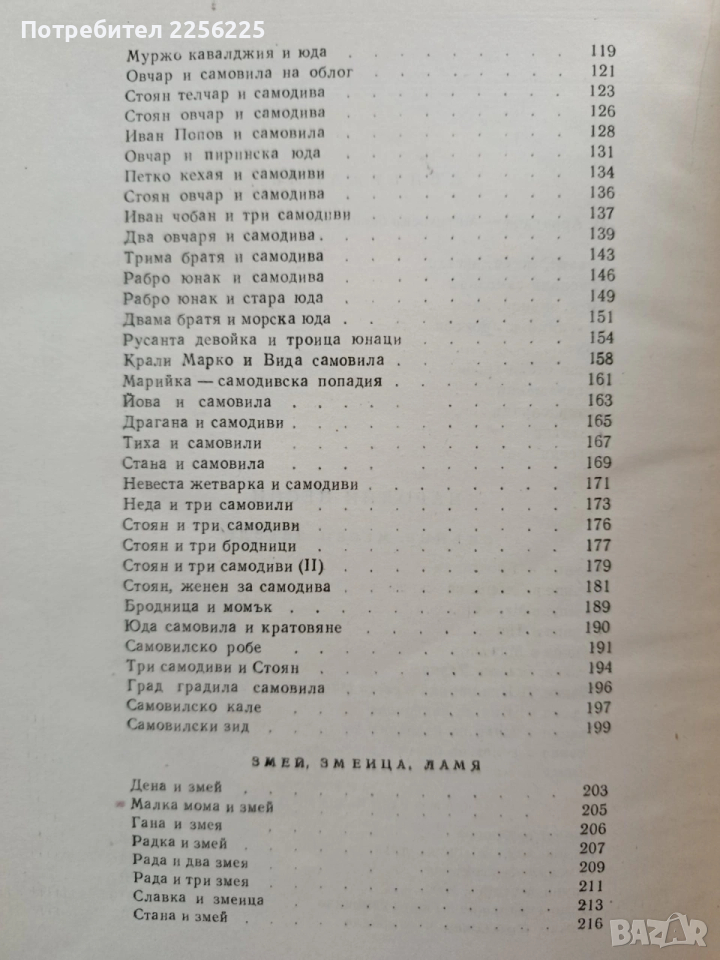 Потребител 2256225
Муржо кавалджия и юда . . . . . . . 119
Овчар и самовила на облог . . . . . . 121
Стоян телчар и самодива . . . . . . . 123
Стоян овчар и самодива . . . . . . . 126
Иван Попов и самовила . . . . . . . 128
Овчар и пиринска юда . . . . . . . 131
Петко кехая и самодиви . . . . . . . 134
Стоян овчар и самодива . . . . . . . 136
Иван чобан и три самодиви . . . . . . 137
Два овчаря и самодива . . . . . . . 139
Трима братя и самодива . . . . . . . 143
Рабро юнак и самодива . . . . . . . 146
Рабро юнак и стара юда . . . . . . . 149
Двама братя и морска юда . . . . . . . 151
Русанта девойка и троица юнаци . . . . . 154
Крали Марко и Вида самовила . . . . . . 158
Марийка — самодивска попадия . . . . . . 161
Йова и самовила . . . . . . . . 163
Драгана и самодиви . . . . . . . . 165
Тиха и самовили . . . . . . . . 167
Стана и самовила . . . . . . . . 169
Невеста жетварка и самодиви . . . . . . 171
Неда и три самовили . . . . . . . . 173
Стоян и три самодиви . . . . . . . . 176
Стоян и три бродници . . . . . . . . 177
Стоян и три самодиви (II) . . . . . . . 179
Стоян, женен за самодива . . . . . . . 181
Бродница и момък . . . . . . . . 189
Юда самовила и кратовяне . . . . . . 190
Самовилско робе . . . . . . 191
Три самодиви и Стоян . . . . . . . . 194
Град градила самовила . . . . . . . 196
Самовилско кале . . . . . . . . 197
Самовилски зид . . . . . . . . 199
ЗМЕЙ, ЗМЕИЦА, ЛАМЯ
Дена и змей . . . . . . . . 203
Малка мома и змей . . . . . . . 205
Гана и змея . . . . . . . . 206
Радка и змей . . . . . . . . 207
Рада и два змея . . . . . . . . 209
Рада и три змея . . . . . . . . 211
Славка и змеица . . . . . . . 213
Стана и змей . . . . . . . . 216
BAZAR